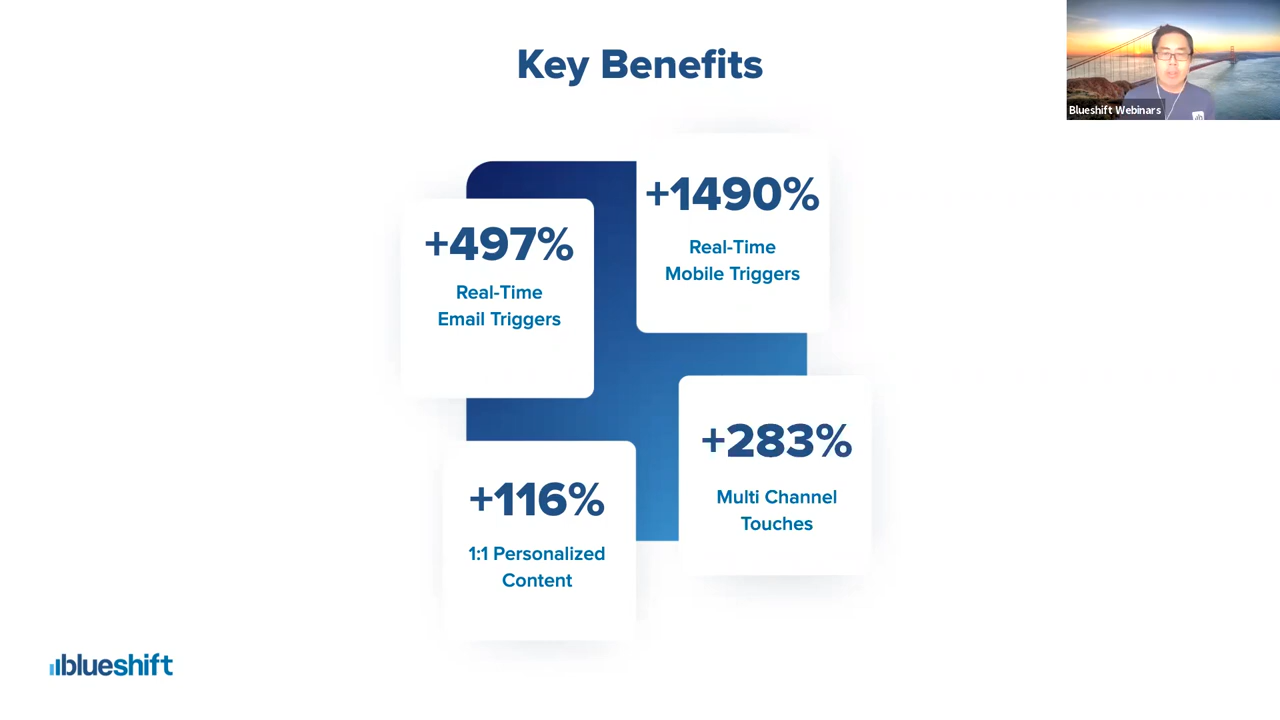 Key Benefits
Blueshift Webinars
+497%
Real-Time
Email Triggers
+1490%
Real-Time
Mobile Triggers
+116%
1:1 Personalized
Content
+283%
Multi Channel
Touches
blueshift